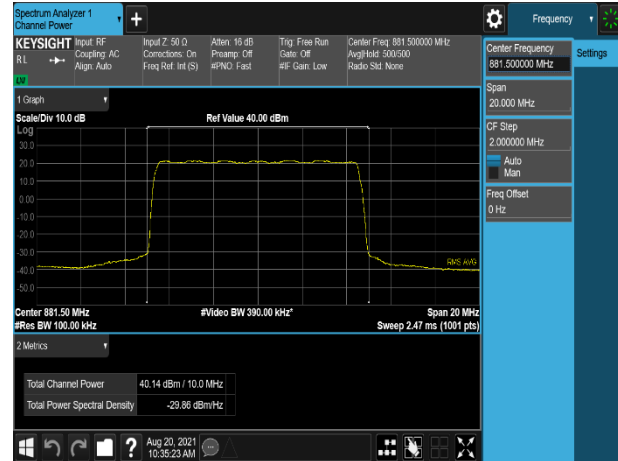 Spectrum Analyzer 1
Channel Power
+
Frequency
KEYSIGHT
R L
LXI
Input: RF
Coupling: AC
Align: Auto
Input Z: 50 Ω
Corrections: On
Freq Ref: Int (S)
Atten: 16 dB
Preamp: Off
#PNO: Fast
Trig: Free Run
Gate: Off
#IF Gain: Low
Center Freq: 881.500000 MHz
Avg|Hold: 500/500
Radio Std: None
Center Frequency
881.500000 MHz
Settings
Span
20.000 MHz
CF Step
2.000000 MHz
Auto
Man
Freq Offset
0 Hz
1 Graph
Scale/Div 10.0 dB
Ref Value 40.00 dBm
Log
30.0
20.0
10.0
0.00
-10.0
-20.0
-30.0
-40.0
-50.0
RMS AVG
Center 881.50 MHz
#Video BW 390.00 kHz*
Span 20 MHz
#Res BW 100.00 kHz
Sweep 2.47 ms (1001 pts)
2 Metrics
Total Channel Power 40.14 dBm / 10.0 MHz
Total Power Spectral Density -29.86 dBm/Hz
?
Aug 20, 2021
10:35:23 AM